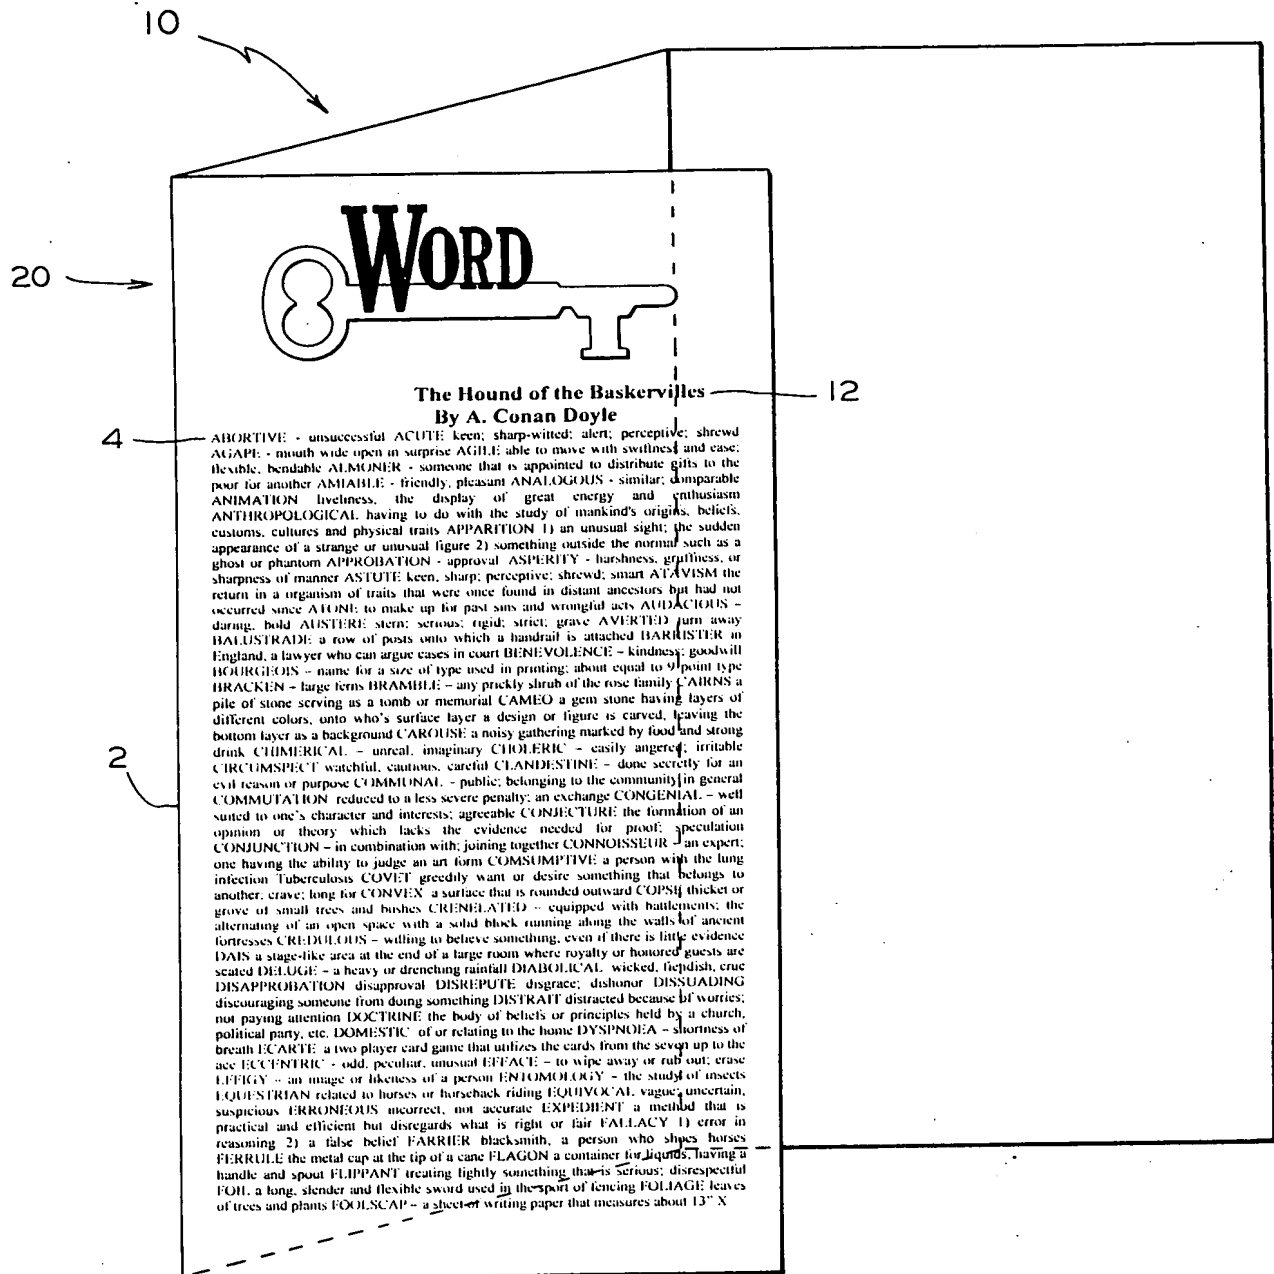 10
WORD
20
The Hound of the Baskervilles 12
By A. Conan Doyle
4 ABORTIVE - unsuccessful ACUTE keen; sharp-witted; alert; perceptive; shrewd
AGAPE - mouth wide open in surprise AGILE able to move with swiftness and ease;
flexible, bendable ALMONER - someone that is appointed to distribute gifts to the
poor for another AMIABLE - friendly, pleasant ANALOGOUS - similar; comparable
ANIMATION liveliness, the display of great energy and enthusiasm
ANTHROPOLOGICAL having to do with the study of mankind's origins, beliefs,
customs, cultures and physical traits APPARITION 1) an unusual sight; the sudden
appearance of a strange or unusual figure 2) something outside the normal such as a
ghost or phantom APPROBATION - approval ASPERITY - harshness, gruffness, or
sharpness of manner ASTUTE keen, sharp; perceptive; shrewd; smart ATAVISM the
return in a organism of traits that were once found in distant ancestors but had not
occurred since ATONE to make up for past sins and wrongful acts AUDACIOUS –
daring, bold AUSTERE stern; serious; rigid; strict; grave AVERTED turn away
BALUSTRADE a row of posts onto which a handrail is attached BARRISTER in
England, a lawyer who can argue cases in court BENEVOLENCE – kindness; goodwill
BOURGEOIS – name for a size of type used in printing; about equal to 9 point type
BRACKEN – large ferns BRAMBLE – any prickly shrub of the rose family CAIRNS a
pile of stone serving as a tomb or memorial CAMEO a gem stone having layers of
different colors, onto who's surface layer a design or figure is carved, leaving the
bottom layer as a background CAROUSE a noisy gathering marked by food and strong
drink CHIMERICAL – unreal, imaginary CHOLERIC – easily angered; irritable
CIRCUMSPECT watchful, cautious, careful CLANDESTINE – done secretly for an
evil reason or purpose COMMUNAL - public; belonging to the community in general
COMMUTATION reduced to a less severe penalty; an exchange CONGENIAL – well
suited to one's character and interests; agreeable CONJECTURE the formation of an
opinion or theory which lacks the evidence needed for proof; speculation
CONJUNCTION – in combination with; joining together CONNOISSEUR – an expert;
one having the ability to judge an art form COMSUMPTIVE a person with the lung
infection Tuberculosis COVET greedily want or desire something that belongs to
another; crave; long for CONVEX a surface that is rounded outward COPSE thicket or
grove of small trees and bushes CRENELATED – equipped with battlements; the
alternating of an open space with a solid block running along the walls of ancient
fortresses CREDULOUS – willing to believe something, even if there is little evidence
DAIS a stage-like area at the end of a large room where royalty or honored guests are
seated DELUGE – a heavy or drenching rainfall DIABOLICAL wicked, fiendish, cruel
DISAPPROBATION disapproval DISREPUTE disgrace; dishonor DISSUADING
discouraging someone from doing something DISTRAIT distracted because of worries;
not paying attention DOCTRINE the body of beliefs or principles held by a church,
political party, etc. DOMESTIC of or relating to the home DYSPNOEA – shortness of
breath ECARTE a two player card game that utilizes the cards from the seven up to the
ace ECCENTRIC - odd, peculiar, unusual EFFACE – to wipe away or rub out; erase
EFFIGY – an image or likeness of a person ENTOMOLOGY – the study of insects
EQUESTRIAN related to horses or horseback riding EQUIVOCAL vague; uncertain,
suspicious ERRONEOUS incorrect, not accurate EXPEDIENT a method that is
practical and efficient but disregards what is right or fair FALLACY 1) error in
reasoning 2) a false belief FARRIER blacksmith, a person who shoes horses
FERRULE the metal cap at the tip of a cane FLAGON a container for liquids, having a
handle and spout FLIPPANT treating lightly something that is serious; disrespectful
FOIL a long, slender and flexible sword used in the sport of fencing FOLIAGE leaves
of trees and plants FOOLSCAP – a sheet of writing paper that measures about 13" X
2